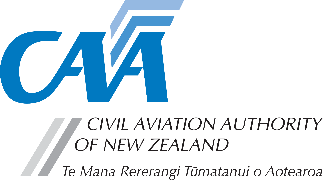 CAA
CIVIL AVIATION AUTHORITY
OF NEW ZEALAND
Te Mana Rererangi Tūmatanui o Aotearoa